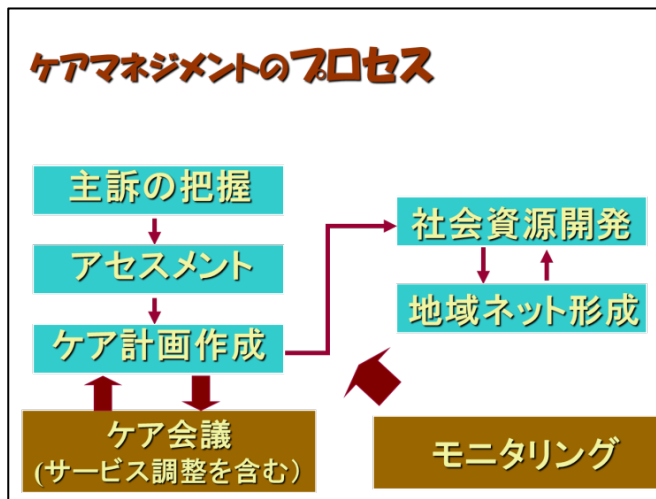 ケアマネジメントのプロセス
主訴の把握
アセスメント
ケア計画作成
ケア会議
(サービス調整を含む)
社会資源開発
地域ネット形成
モニタリング